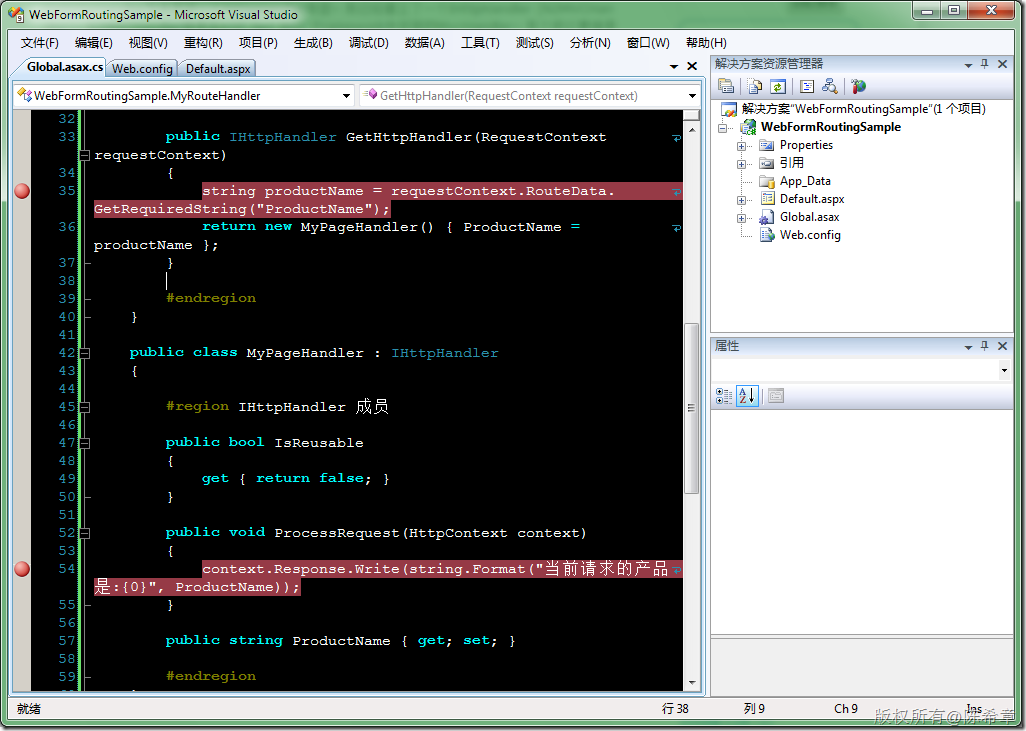 WebFormRoutingSample - Microsoft Visual Studio
文件(F) 编辑(E) 视图(V) 重构(R) 项目(P) 生成(B) 调试(D) 数据(A) 工具(T) 测试(S) 分析(N) 窗口(W) 帮助(H)
Global.asax.cs Web.config Default.aspx
WebFormRoutingSample.MyRouteHandler GetHttpHandler(RequestContext requestContext)
32
33 public IHttpHandler GetHttpHandler(RequestContext
requestContext)
34 {
35 string productName = requestContext.RouteData.
GetRequiredString("ProductName");
36 return new MyPageHandler() { ProductName =
productName };
37 }
38
39 #endregion
40 }
41
42 public class MyPageHandler : IHttpHandler
43 {
44
45 #region IHttpHandler 成员
46
47 public bool IsReusable
48 {
49 get { return false; }
50 }
51
52 public void ProcessRequest(HttpContext context)
53 {
54 context.Response.Write(string.Format("当前请求的产品
是:{0}", ProductName));
55 }
56
57 public string ProductName { get; set; }
58
59 #endregion
解决方案资源管理器
解决方案"WebFormRoutingSample"(1 个项目)
WebFormRoutingSample
Properties
引用
App_Data
Default.aspx
Global.asax
Web.config
属性
就绪 行 38 列 9 Ch 9 Ins
版权所有@陈希章